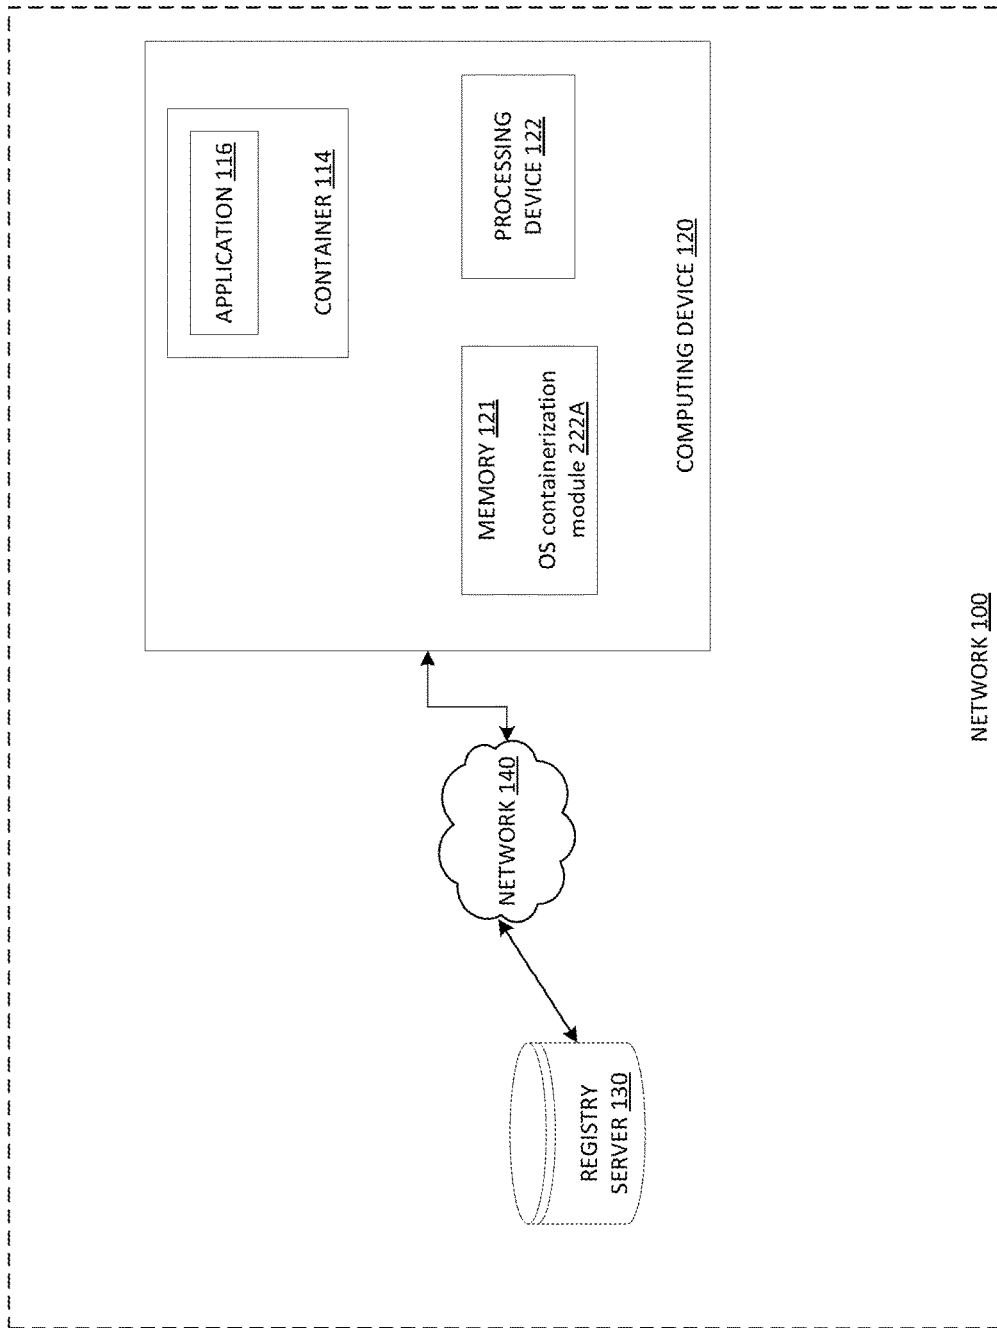 APPLICATION 116
CONTAINER 114
MEMORY 121
OS containerization
module 222A
PROCESSING
DEVICE 122
COMPUTING DEVICE 120
NETWORK 140
REGISTRY
SERVER 130
NETWORK 100